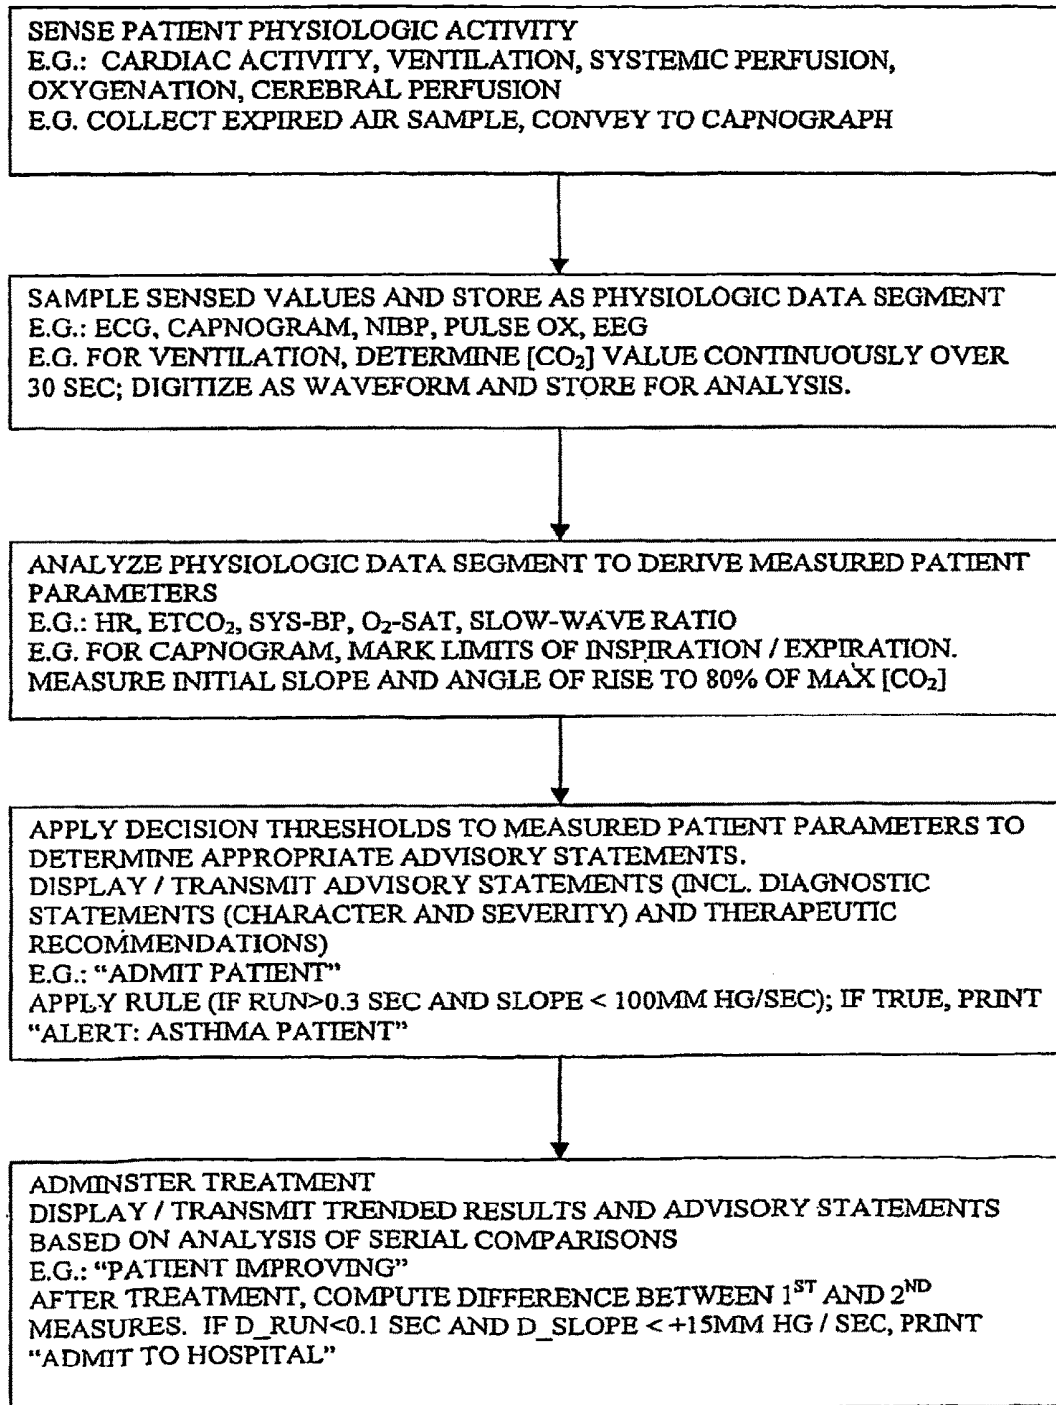 SENSE PATIENT PHYSIOLOGIC ACTIVITY
E.G.: CARDIAC ACTIVITY, VENTILATION, SYSTEMIC PERFUSION,
OXYGENATION, CEREBRAL PERFUSION
E.G. COLLECT EXPIRED AIR SAMPLE, CONVEY TO CAPNOGRAPH
SAMPLE SENSED VALUES AND STORE AS PHYSIOLOGIC DATA SEGMENT
E.G.: ECG, CAPNOGRAM, NIBP, PULSE OX, EEG
E.G. FOR VENTILATION, DETERMINE [CO₂] VALUE CONTINUOUSLY OVER
30 SEC; DIGITIZE AS WAVEFORM AND STORE FOR ANALYSIS.
ANALYZE PHYSIOLOGIC DATA SEGMENT TO DERIVE MEASURED PATIENT
PARAMETERS
E.G.: HR, ETCO₂, SYS-BP, O₂-SAT, SLOW-WAVE RATIO
E.G. FOR CAPNOGRAM, MARK LIMITS OF INSPIRATION / EXPIRATION.
MEASURE INITIAL SLOPE AND ANGLE OF RISE TO 80% OF MAX [CO₂]
APPLY DECISION THRESHOLDS TO MEASURED PATIENT PARAMETERS TO
DETERMINE APPROPRIATE ADVISORY STATEMENTS.
DISPLAY / TRANSMIT ADVISORY STATEMENTS (INCL. DIAGNOSTIC
STATEMENTS (CHARACTER AND SEVERITY) AND THERAPEUTIC
RECOMMENDATIONS)
E.G.: “ADMIT PATIENT”
APPLY RULE (IF RUN>0.3 SEC AND SLOPE < 100MM HG/SEC); IF TRUE, PRINT
“ALERT: ASTHMA PATIENT”
ADMINSTER TREATMENT
DISPLAY / TRANSMIT TRENDED RESULTS AND ADVISORY STATEMENTS
BASED ON ANALYSIS OF SERIAL COMPARISONS
E.G.: “PATIENT IMPROVING”
AFTER TREATMENT, COMPUTE DIFFERENCE BETWEEN 1ST AND 2ND
MEASURES. IF D_RUN<0.1 SEC AND D_SLOPE < +15MM HG / SEC, PRINT
“ADMIT TO HOSPITAL”